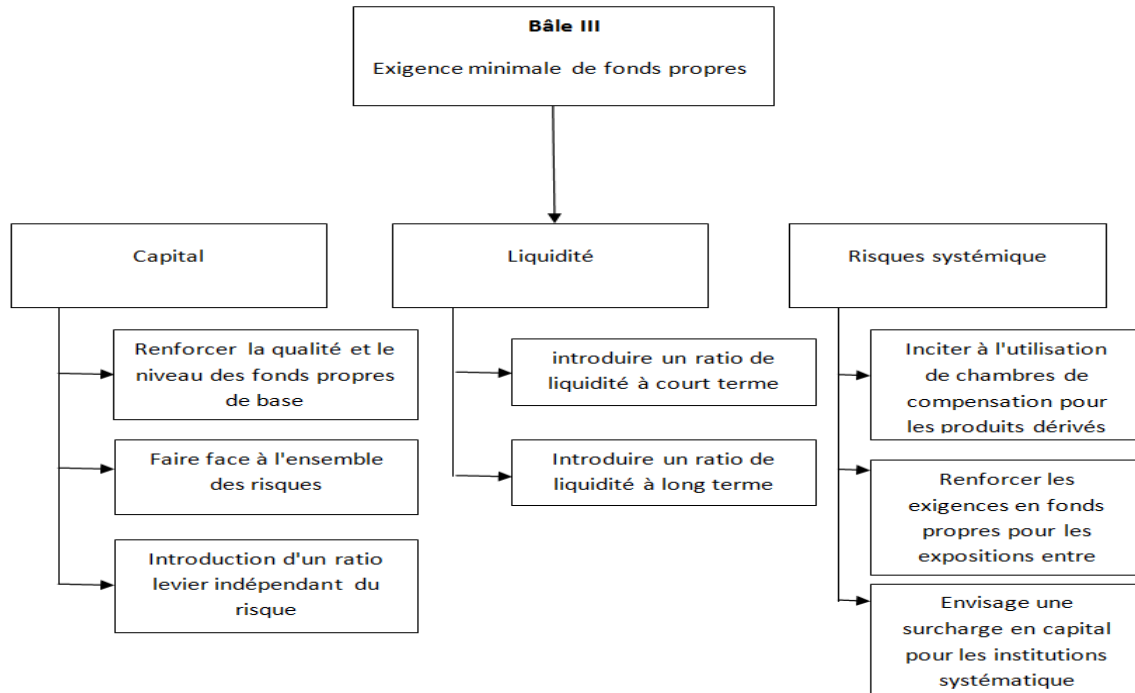 Bâle III
Exigence minimale de fonds propres
Capital
Renforcer la qualité et le
niveau des fonds propres
de base
Faire face à l'ensemble
des risques
Introduction d'un ratio
levier indépendant du
risque
Liquidité
introduire un ratio de
liquidité à court terme
Introduire un ratio de
liquidité à long terme
Risques systémique
Inciter à l'utilisation
de chambres de
compensation pour
les produits dérivés
Renforcer les
exigences en fonds
propres pour les
expositions entre
Envisage une
surcharge en capital
pour les institutions
systématique